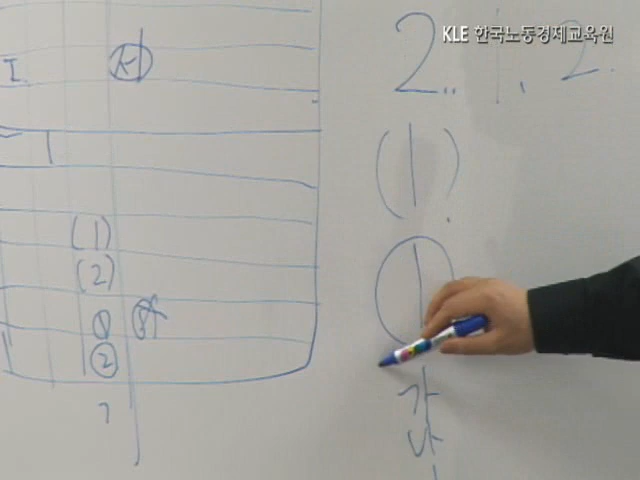 KLE 한국노동경제교육원
2. 1. 2.
I.
(1)
(1)
(2)
①
①
②
가
나